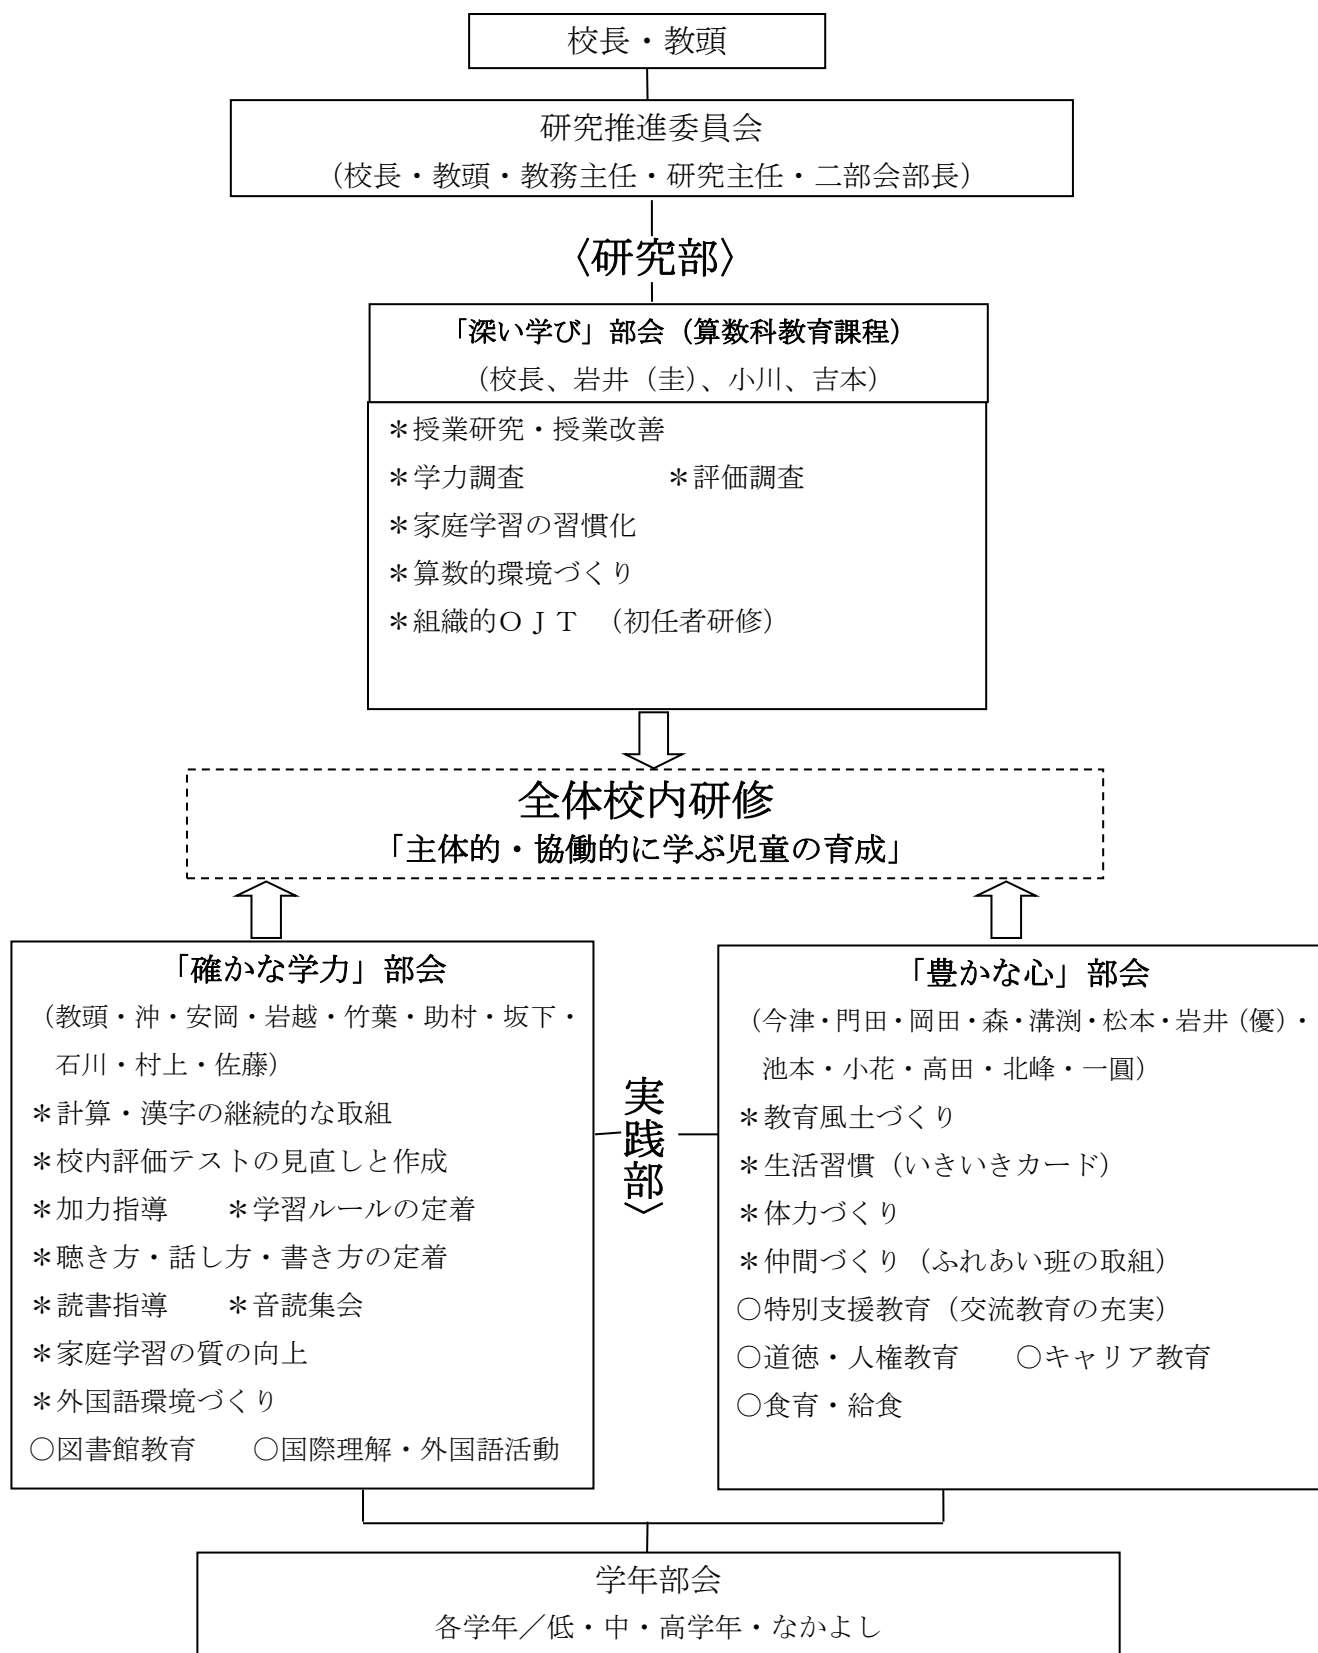 校長・教頭
研究推進委員会
（校長・教頭・教務主任・研究主任・二部会部長）
〈研究部〉
「深い学び」部会（算数科教育課程）
（校長、岩井（圭）、小川、吉本）
＊授業研究・授業改善
＊学力調査　　　　　＊評価調査
＊家庭学習の習慣化
＊算数的環境づくり
＊組織的ＯＪＴ　（初任者研修）
全体校内研修
「主体的・協働的に学ぶ児童の育成」
「確かな学力」部会
（教頭・沖・安岡・岩越・竹葉・助村・坂下・
石川・村上・佐藤）
＊計算・漢字の継続的な取組
＊校内評価テストの見直しと作成
＊加力指導　　＊学習ルールの定着
＊聴き方・話し方・書き方の定着
＊読書指導　　＊音読集会
＊家庭学習の質の向上
＊外国語環境づくり
○図書館教育　　○国際理解・外国語活動
実践部〉
「豊かな心」部会
（今津・門田・岡田・森・溝渕・松本・岩井（優）・
池本・小花・高田・北峰・一圓）
＊教育風土づくり
＊生活習慣（いきいきカード）
＊体力づくり
＊仲間づくり（ふれあい班の取組）
○特別支援教育（交流教育の充実）
○道徳・人権教育　　○キャリア教育
○食育・給食
学年部会
各学年／低・中・高学年・なかよし